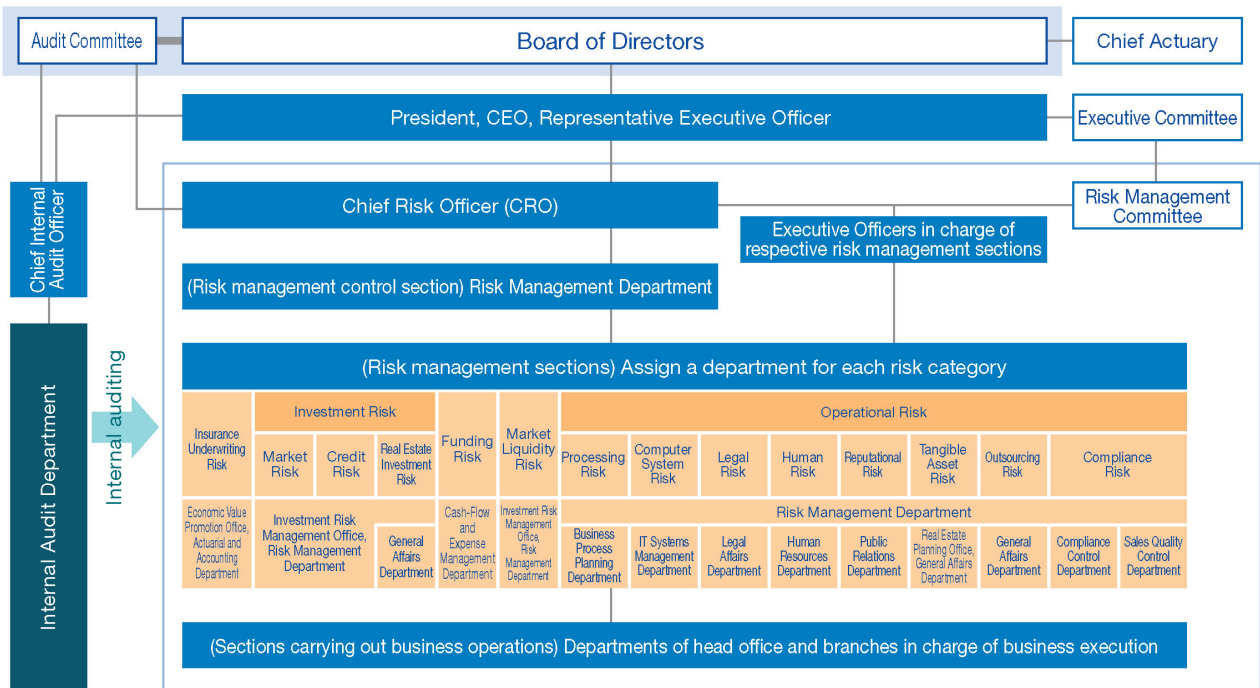 Audit Committee
Board of Directors
Chief Actuary
President, CEO, Representative Executive Officer
Executive Committee
Chief Internal
Audit Officer
Chief Risk Officer (CRO)
Risk Management
Committee
Executive Officers in charge of
respective risk management sections
(Risk management control section) Risk Management Department
Internal Audit Department
Internal auditing
(Risk management sections) Assign a department for each risk category
Insurance
Underwriting
Risk
Investment Risk
Market
Risk
Credit
Risk
Real Estate
Investment
Risk
Funding
Risk
Market
Liquidity
Risk
Operational Risk
Processing
Risk
Computer
System
Risk
Legal
Risk
Human
Risk
Reputational
Risk
Tangible
Asset
Risk
Outsourcing
Risk
Compliance
Risk
Economic Value
Promotion Office,
Actuarial and
Accounting
Department
Investment Risk
Management Office,
Risk Management
Department
General
Affairs
Department
Cash-Flow
and
Expense
Management
Department
Investment Risk
Management
Office,
Risk
Management
Department
Risk Management Department
Business
Process
Planning
Department
IT Systems
Management
Department
Legal
Affairs
Department
Human
Resources
Department
Public
Relations
Department
Real Estate
Planning Office,
General Affairs
Department
General
Affairs
Department
Compliance
Control
Department
Sales Quality
Control
Department
(Sections carrying out business operations) Departments of head office and branches in charge of business execution